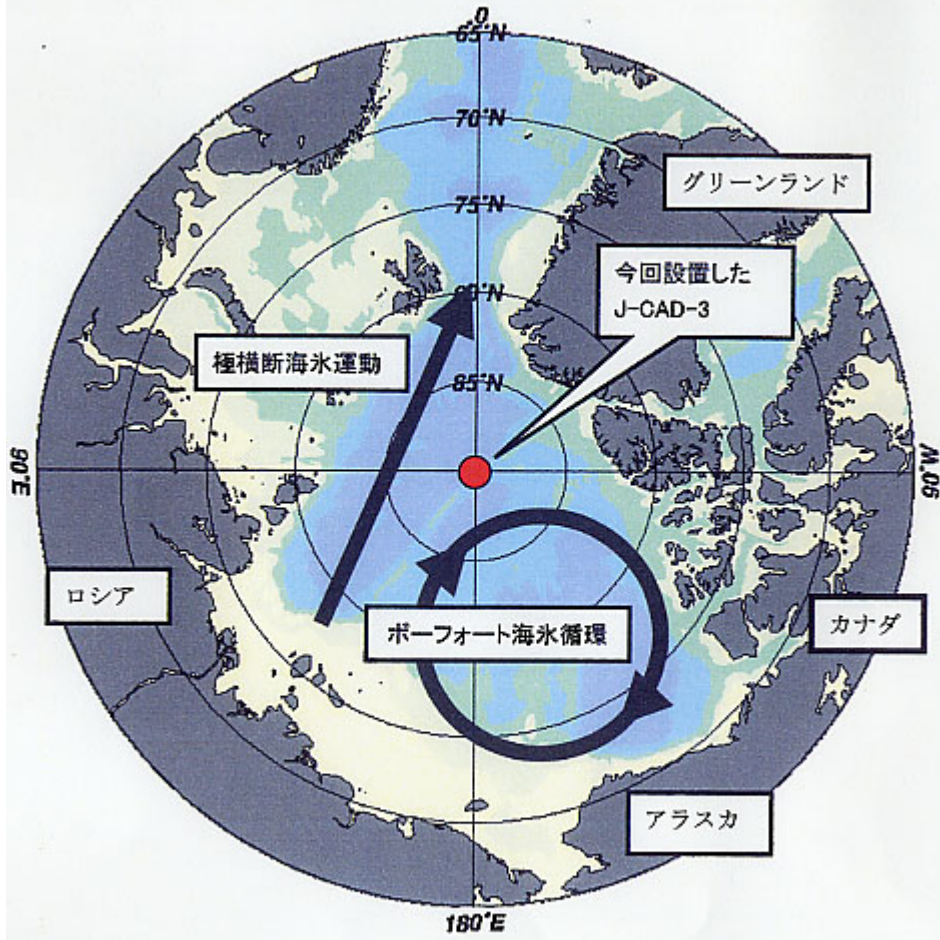 0
65°N
70°N
グリーンランド
75°N
今回設置した
J-CAD-3
極横断海氷運動
85°N
90°E
90°W
ロシア
ボーフォート海氷循環
カナダ
アラスカ
180°E